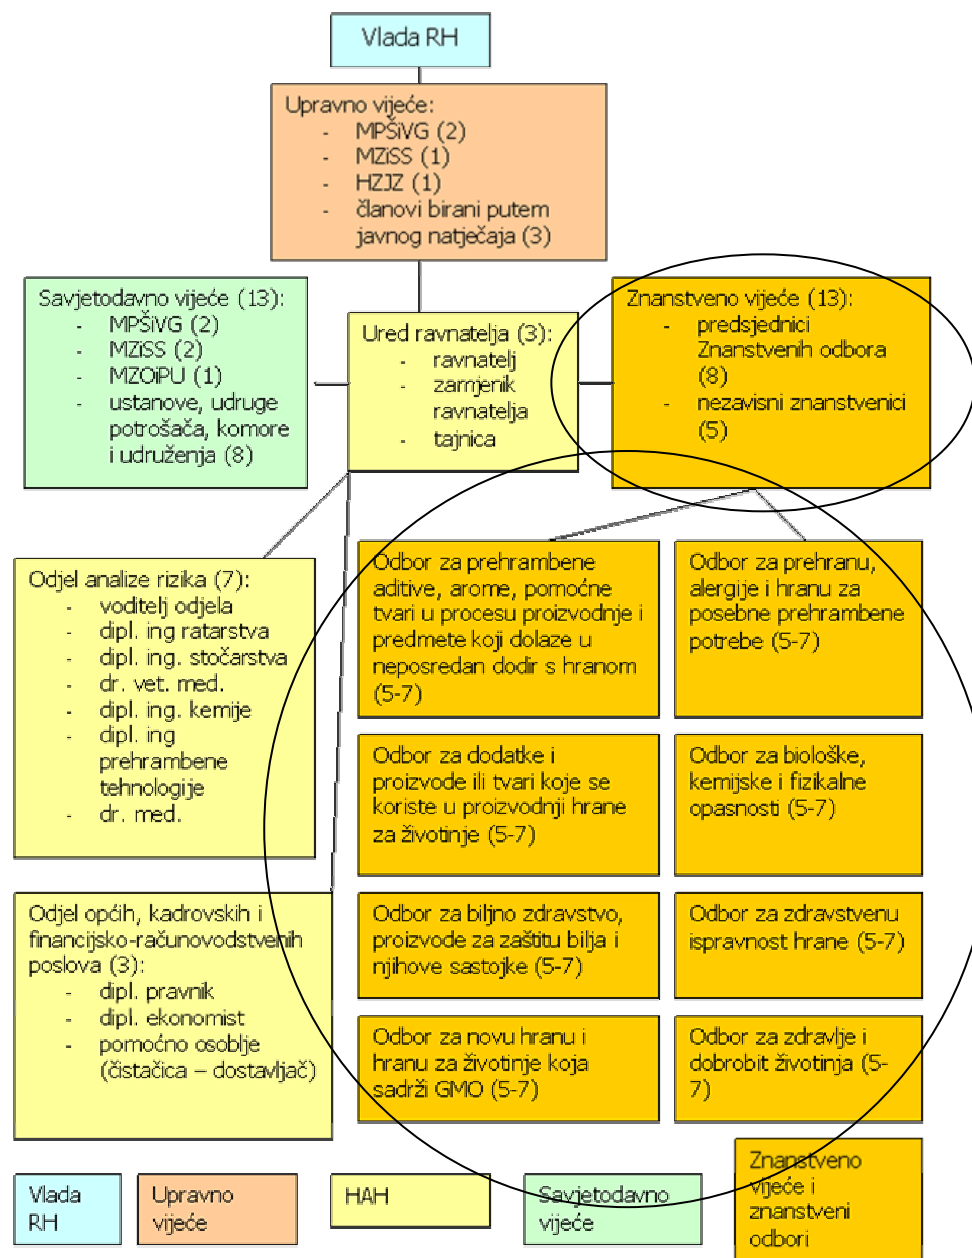 Vlada RH
Upravno vijeće:
- MPŠiVG (2)
- MZiSS (1)
- HZJZ (1)
- članovi birani putem
javnog natječaja (3)
Savjetodavno vijeće (13):
- MPŠiVG (2)
- MZiSS (2)
- MZOiPU (1)
- ustanove, udruge
potrošača, komore
i udruženja (8)
Ured ravnatelja (3):
- ravnatelj
- zamjenik
ravnatelja
- tajnica
Znanstveno vijeće (13):
- predsjednici
Znanstvenih odbora
(8)
- nezavisni znanstvenici
(5)
Odjel analize rizika (7):
- voditelj odjela
- dipl. ing ratarstva
- dipl. ing. stočarstva
- dr. vet. med.
- dipl. ing. kemije
- dipl. ing
prehrambene
tehnologije
- dr. med.
Odjel općih, kadrovskih i
financijsko-računovodstvenih
poslova (3):
- dipl. pravnik
- dipl. ekonomist
- pomoćno osoblje
(čistačica – dostavljač)
Odbor za prehrambene
aditive, arome, pomoćne
tvari u procesu proizvodnje i
predmete koji dolaze u
neposredan dodir s hranom
(5-7)
Odbor za prehranu,
alergije i hranu za
posebne prehrambene
potrebe (5-7)
Odbor za dodatke i
proizvode ili tvari koje se
koriste u proizvodnji hrane
za životinje (5-7)
Odbor za biološke,
kemijske i fizikalne
opasnosti (5-7)
Odbor za biljno zdravstvo,
proizvode za zaštitu bilja i
njihove sastojke (5-7)
Odbor za zdravstvenu
ispravnost hrane (5-7)
Odbor za novu hranu i
hranu za životinje koja
sadrži GMO (5-7)
Odbor za zdravlje i
dobrobit životinja (5-
7)
Vlada
RH
Upravno
vijeće
HAH
Savjetodavno
vijeće
Znanstveno
vijeće i
znanstveni
odbori